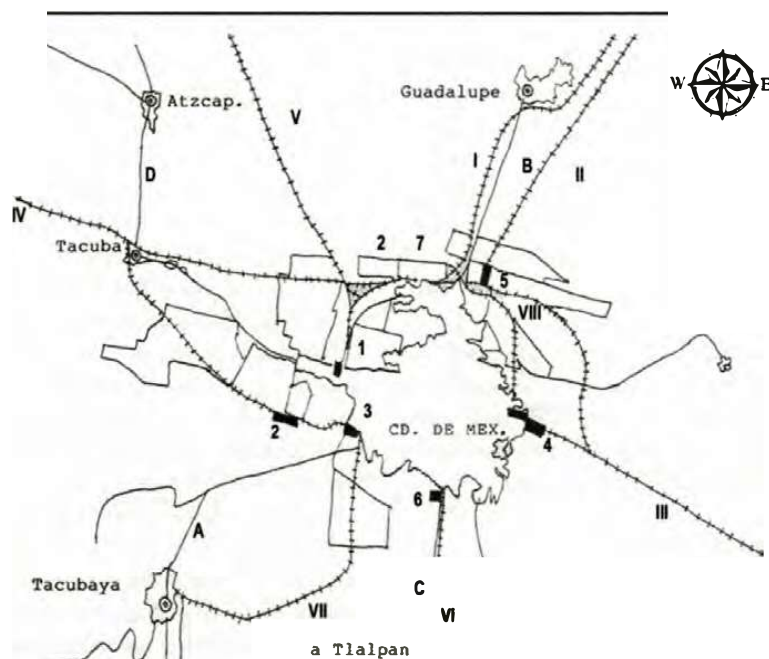 W E
Atzcap.
Guadalupe
V
I
B
II
D
IV
Tacuba
2 7
5
VIII
1
2
3
CD. DE MEX.
4
6
III
A
Tacubaya
VII
C
VI
a Tlalpan